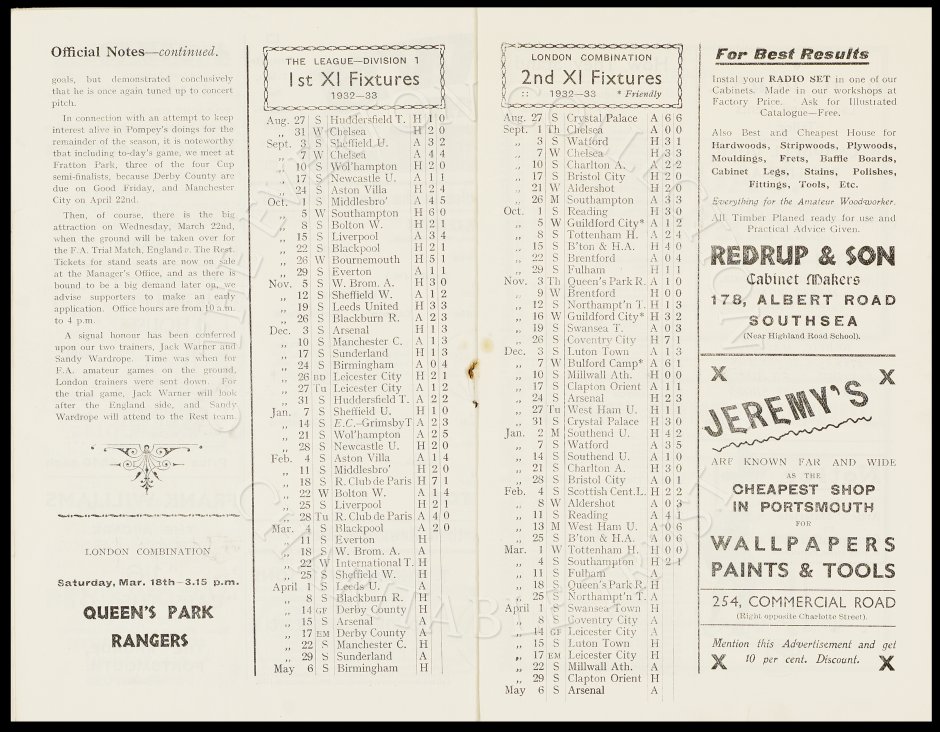 Official Notes—continued.
goals, but demonstrated conclusively
that he is once again tuned up to concert
pitch.
In connection with an attempt to keep
interest alive in Pompey's doings for the
remainder of the season, it is noteworthy
that including to-day's game, we meet at
Fratton Park, three of the four Cup
semi-finalists, because Derby County are
due on Good Friday, and Manchester
City on April 22nd.
Then, of course, there is the big
attraction on Wednesday, March 22nd,
when the ground will be taken over for
the F.A. Trial Match, England v. The Rest.
Tickets for stand seats are now on sale
at the Manager's Office, and as there is
bound to be a big demand later on, we
advise supporters to make an early
application. Office hours are from 10 a.m.
to 4 p.m.
A signal honour has been conferred
upon our two trainers, Jack Warner and
Sandy Wardrope. Time was when for
F.A. amateur games on the ground,
London trainers were sent down. For
the trial game, Jack Warner will look
after the England side, and Sandy
Wardrope will attend to the Rest team.
LONDON COMBINATION
Saturday, Mar. 18th—3.15 p.m.
QUEEN'S PARK
RANGERS
THE LEAGUE—DIVISION 1
1st XI Fixtures
1932—33
Aug. 27 S Huddersfield T. H 1 0
„ 31 W Chelsea H 2 0
Sept. 3 S Sheffield U. A 3 2
„ 7 W Chelsea A 4 4
„ 10 S Wol'hampton H 2 0
„ 17 S Newcastle U. A 1 1
„ 24 S Aston Villa H 2 4
Oct. 1 S Middlesbro' A 4 5
„ 5 W Southampton H 6 0
„ 8 S Bolton W. H 2 1
„ 15 S Liverpool A 3 4
„ 22 S Blackpool H 2 1
„ 26 W Bournemouth H 5 1
„ 29 S Everton A 1 1
Nov. 5 S W. Brom. A. H 3 0
„ 12 S Sheffield W. A 1 2
„ 19 S Leeds United H 3 3
„ 26 S Blackburn R. A 2 3
Dec. 3 S Arsenal H 1 3
„ 10 S Manchester C. A 1 3
„ 17 S Sunderland H 1 3
„ 24 S Birmingham A 0 4
„ 26 BD Leicester City H 2 1
„ 27 Tu Leicester City A 1 2
„ 31 S Huddersfield T. A 2 2
Jan. 7 S Sheffield U. H 1 0
„ 14 S E.C.—Grimsby T A 2 3
„ 21 S Wol'hampton A 2 5
„ 28 S Newcastle U. H 2 0
Feb. 4 S Aston Villa A 1 4
„ 11 S Middlesbro' H 2 0
„ 18 S R. Club de Paris H 7 1
„ 22 W Bolton W. A 1 4
„ 25 S Liverpool H 2 1
„ 28 Tu R. Club de Paris A 4 0
Mar. 4 S Blackpool A 2 0
„ 11 S Everton H
„ 18 S W. Brom. A. A
„ 22 W International T. H
„ 25 S Sheffield W. H
April 1 S Leeds U. A
„ 8 S Blackburn R. H
„ 14 GF Derby County H
„ 15 S Arsenal A
„ 17 EM Derby County A
„ 22 S Manchester C. H
„ 29 S Sunderland A
May 6 S Birmingham H
LONDON COMBINATION
2nd XI Fixtures
:: 1932—33 * Friendly
Aug. 27 S Crystal Palace A 6 6
Sept. 1 Th Chelsea A 0 0
„ 3 S Watford H 3 1
„ 7 W Chelsea H 3 3
„ 10 S Charlton A. A 2 2
„ 17 S Bristol City H 2 0
„ 21 W Aldershot H 2 0
„ 26 M Southampton A 3 3
Oct. 1 S Reading H 3 0
„ 5 W Guildford City* A 1 2
„ 8 S Tottenham H. A 2 4
„ 15 S B'ton & H.A. H 4 0
„ 22 S Brentford A 0 4
„ 29 S Fulham H 1 1
Nov. 3 Th Queen's Park R. A 1 0
„ 9 W Brentford H 0 0
„ 12 S Northampt'n T. H 1 3
„ 16 W Guildford City* H 3 2
„ 19 S Swansea T. A 0 3
„ 26 S Coventry City H 7 1
Dec. 3 S Luton Town A 1 3
„ 7 W Bulford Camp* A 6 1
„ 10 S Millwall Ath. H 0 0
„ 17 S Clapton Orient A 1 1
„ 24 S Arsenal H 2 3
„ 27 Tu West Ham U. H 1 1
„ 31 S Crystal Palace H 3 0
Jan. 2 M Southend U. H 4 2
„ 7 S Watford A 3 5
„ 14 S Southend U. A 1 0
„ 21 S Charlton A. H 3 0
„ 28 S Bristol City A 0 1
Feb. 4 S Scottish Cent.L. H 2 2
„ 8 W Aldershot A 0 3
„ 11 S Reading A 4 1
„ 13 M West Ham U. A 0 6
„ 25 S B'ton & H.A. A 0 6
Mar. 1 W Tottenham H. H 0 0
„ 4 S Southampton H 2 1
„ 11 S Fulham A
„ 18 S Queen's Park R. H
„ 25 S Northampt'n T. A
April 1 S Swansea Town H
„ 8 S Coventry City A
„ 14 GF Leicester City A
„ 15 S Luton Town H
„ 17 EM Leicester City H
„ 22 S Millwall Ath. A
„ 29 S Clapton Orient H
May 6 S Arsenal A
For Best Results
Instal your RADIO SET in one of our
Cabinets. Made in our workshops at
Factory Price. Ask for Illustrated
Catalogue—Free.
Also Best and Cheapest House for
Hardwoods, Stripwoods, Plywoods,
Mouldings, Frets, Baffle Boards,
Cabinet Legs, Stains, Polishes,
Fittings, Tools, Etc.
Everything for the Amateur Woodworker.
All Timber Planed ready for use and
Practical Advice Given.
REDRUP & SON
Cabinet Makers
178, ALBERT ROAD
SOUTHSEA
(Near Highland Road School).
X X
JEREMY'S
ARE KNOWN FAR AND WIDE
AS THE
CHEAPEST SHOP
IN PORTSMOUTH
FOR
WALLPAPERS
PAINTS & TOOLS
254, COMMERCIAL ROAD
(Right opposite Charlotte Street).
Mention this Advertisement and get
X 10 per cent. Discount. X